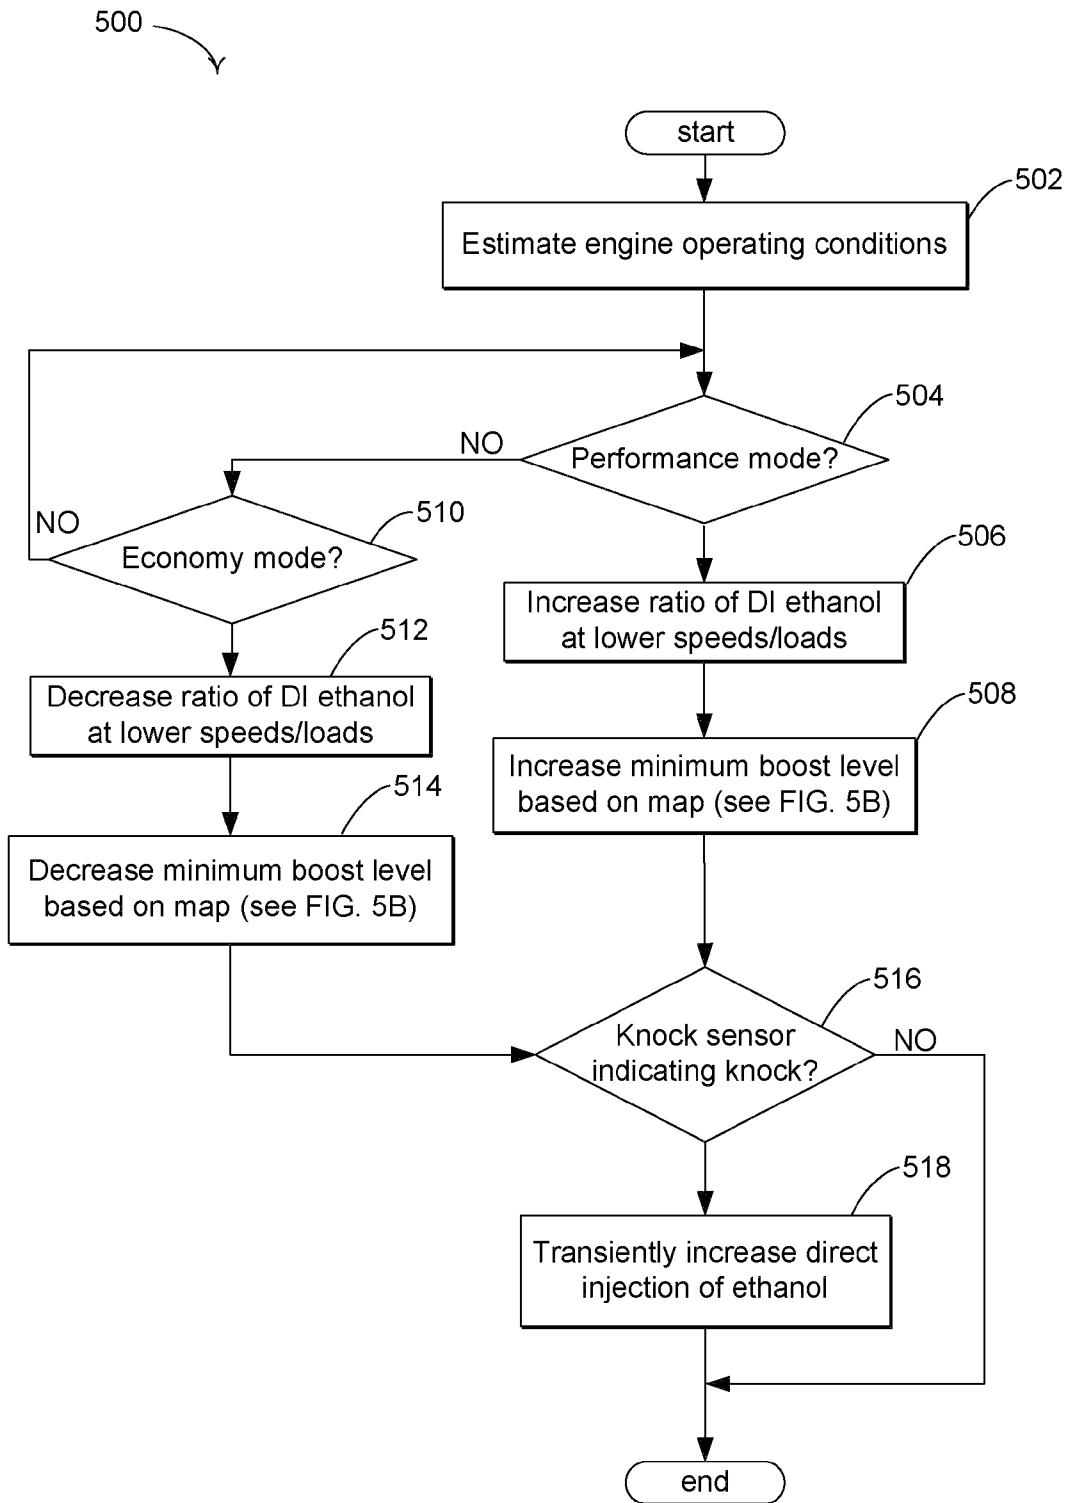 500
start
502
Estimate engine operating conditions
504
NO
Performance mode?
510
NO
Economy mode?
506
Increase ratio of DI ethanol
at lower speeds/loads
512
Decrease ratio of DI ethanol
at lower speeds/loads
508
Increase minimum boost level
based on map (see FIG. 5B)
514
Decrease minimum boost level
based on map (see FIG. 5B)
516
Knock sensor
indicating knock?
NO
518
Transiently increase direct
injection of ethanol
end